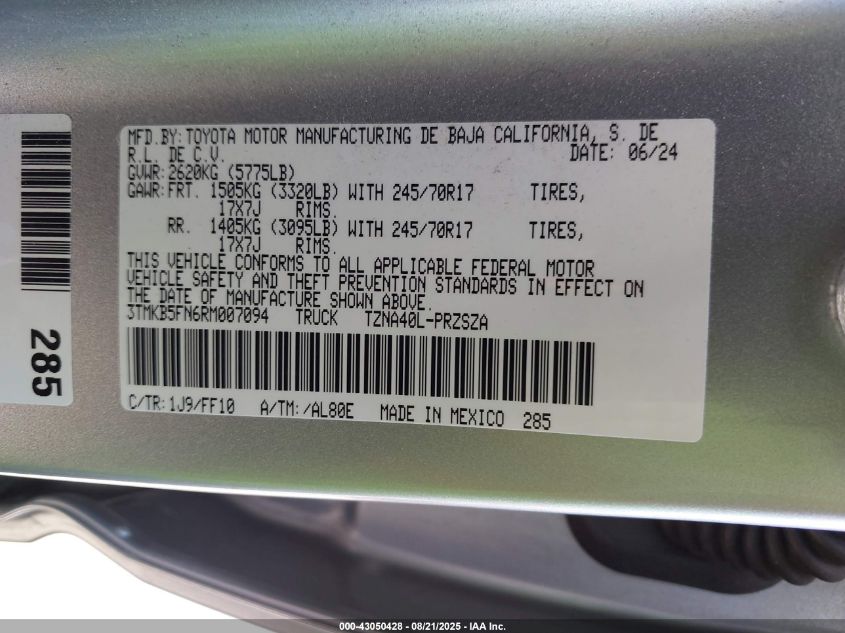 MFD.BY:TOYOTA MOTOR MANUFACTURING DE BAJA CALIFORNIA, S. DE
R.L. DE C.V. DATE: 06/24
GVWR:2620KG (5775LB)
GAWR:FRT. 1505KG (3320LB) WITH 245/70R17 TIRES,
17X7J RIMS.
RR. 1405KG (3095LB) WITH 245/70R17 TIRES,
17X7J RIMS.
THIS VEHICLE CONFORMS TO ALL APPLICABLE FEDERAL MOTOR
VEHICLE SAFETY AND THEFT PREVENTION STANDARDS IN EFFECT ON
THE DATE OF MANUFACTURE SHOWN ABOVE.
3TMKB5FN6RM007094 TRUCK TZNA40L-PRZSZA
C/TR:1J9/FF10 A/TM:/AL80E MADE IN MEXICO 285
285
000-43050428 - 08/21/2025 - IAA Inc.